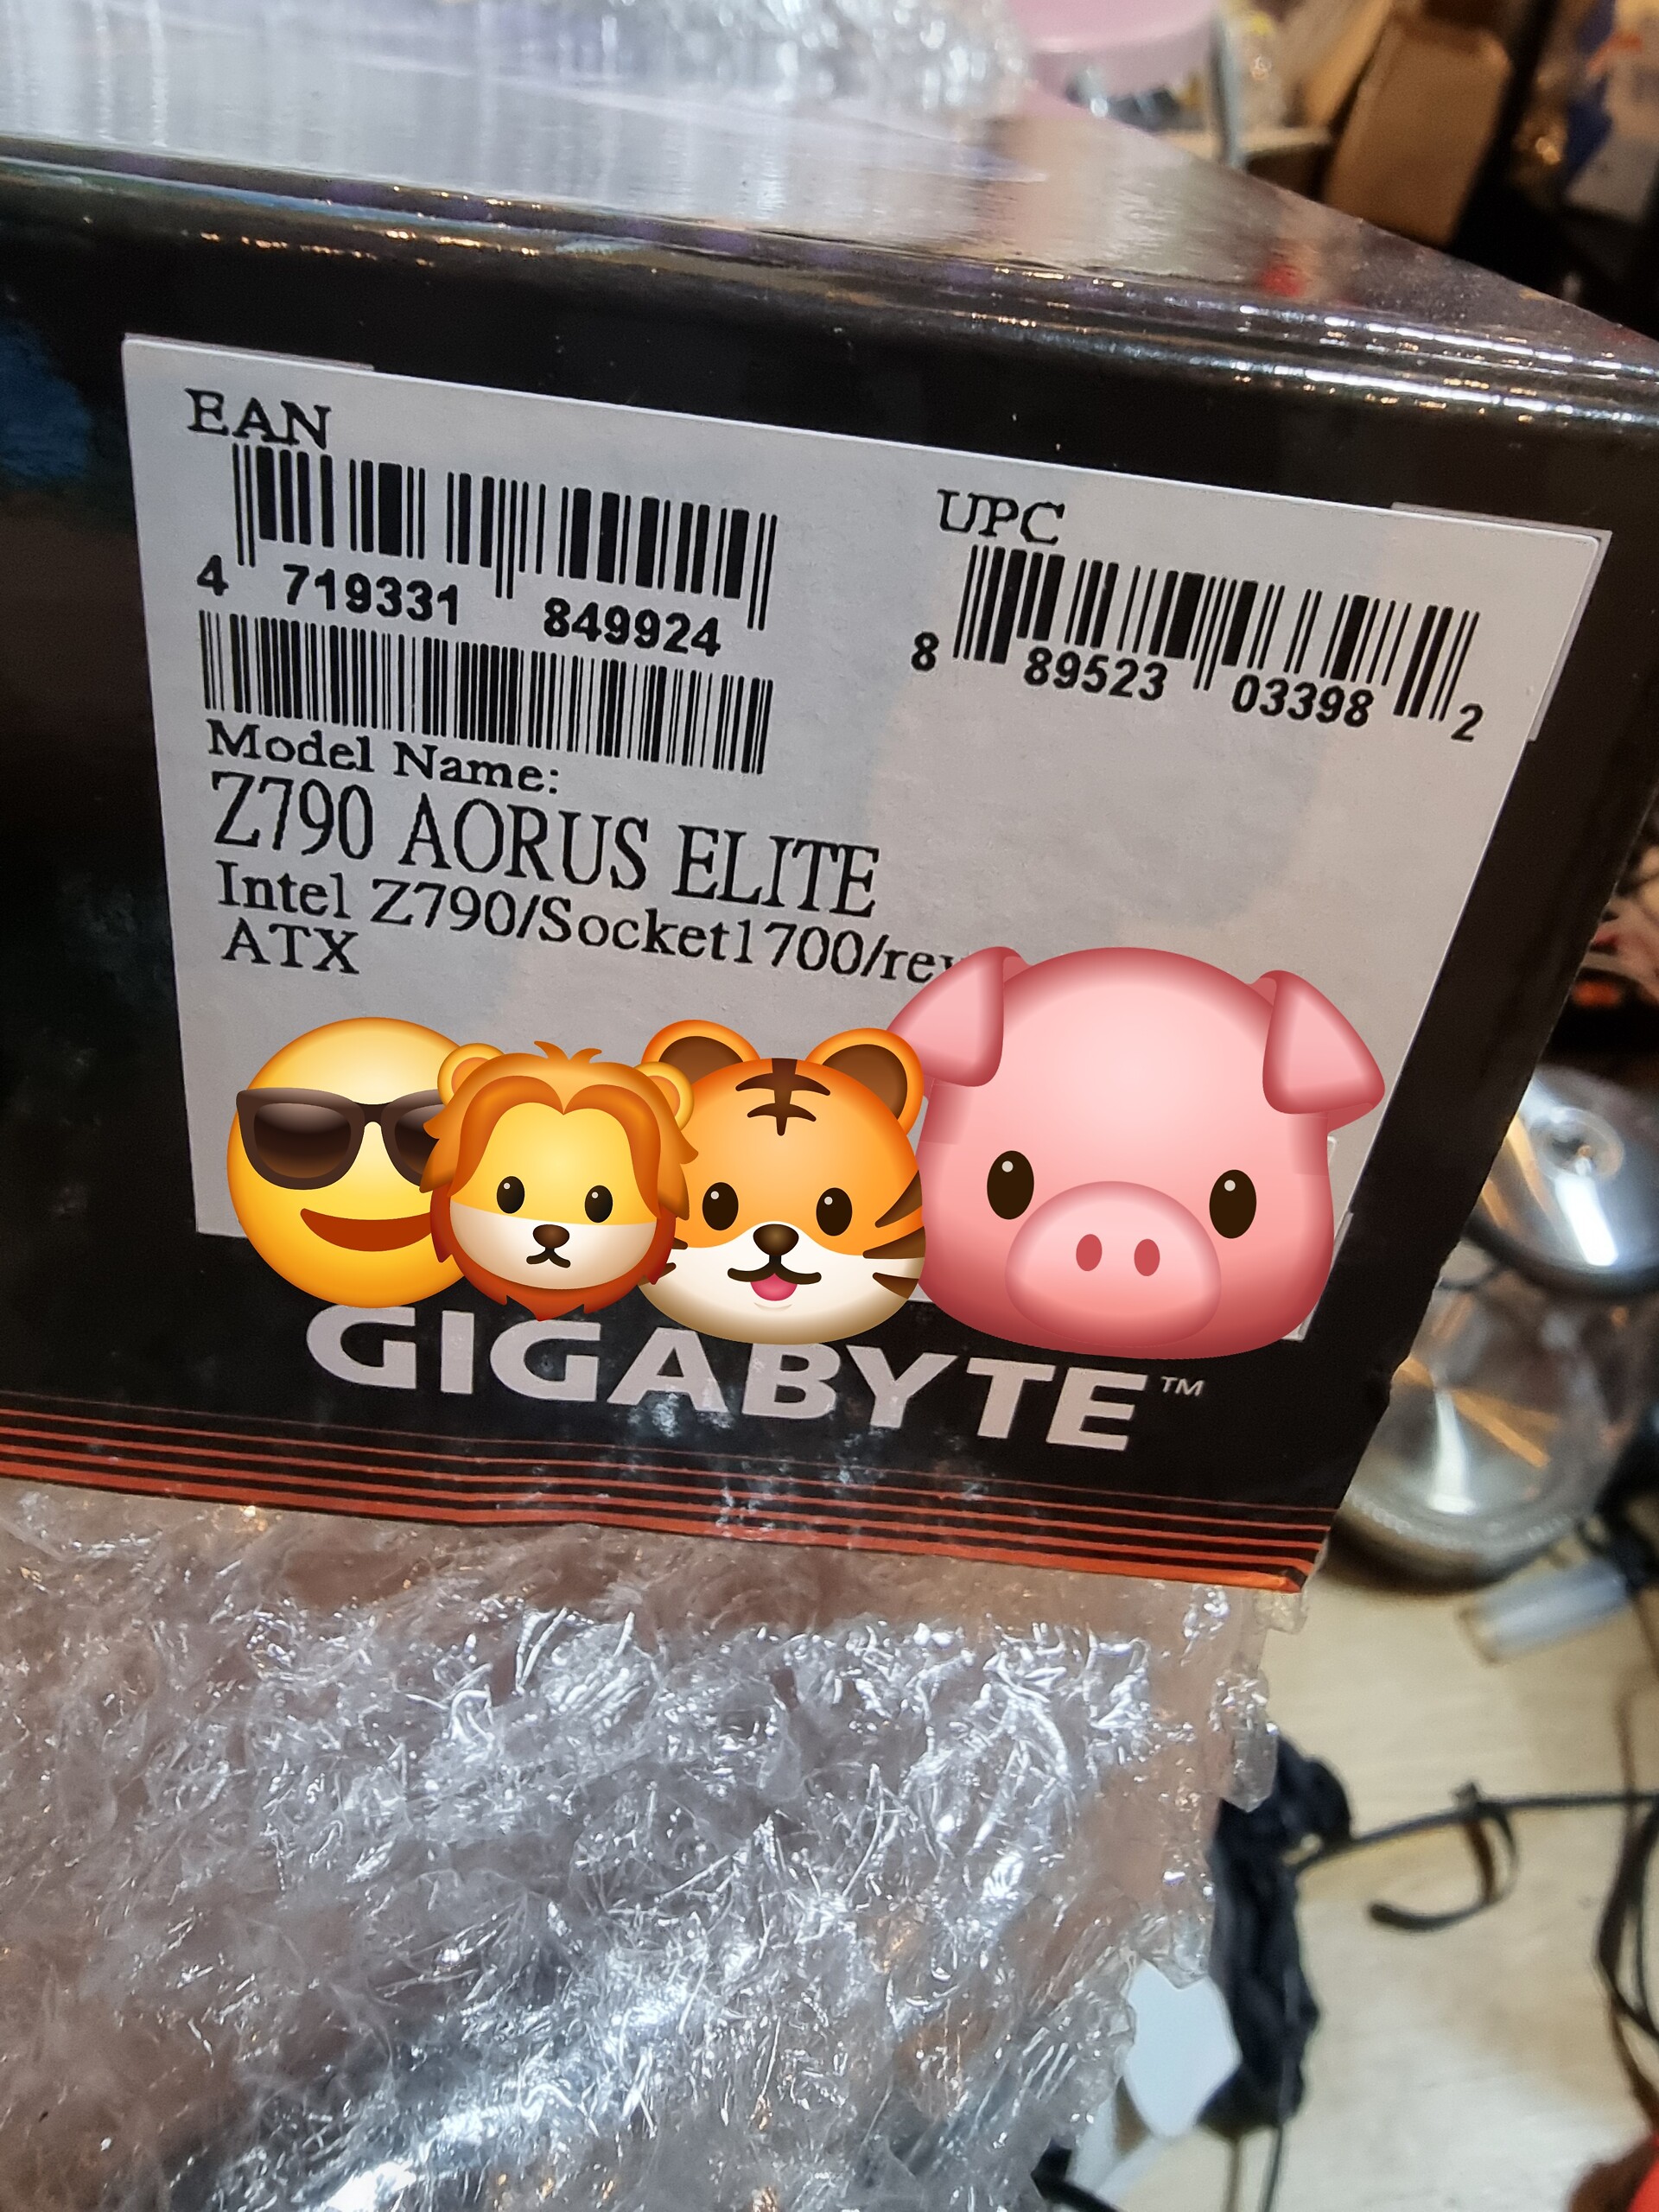 EAN
4 719331 849924
UPC
8 89523 03398 2
Model Name:
Z790 AORUS ELITE
Intel Z790/Socket1700/rev
ATX
GIGABYTE™